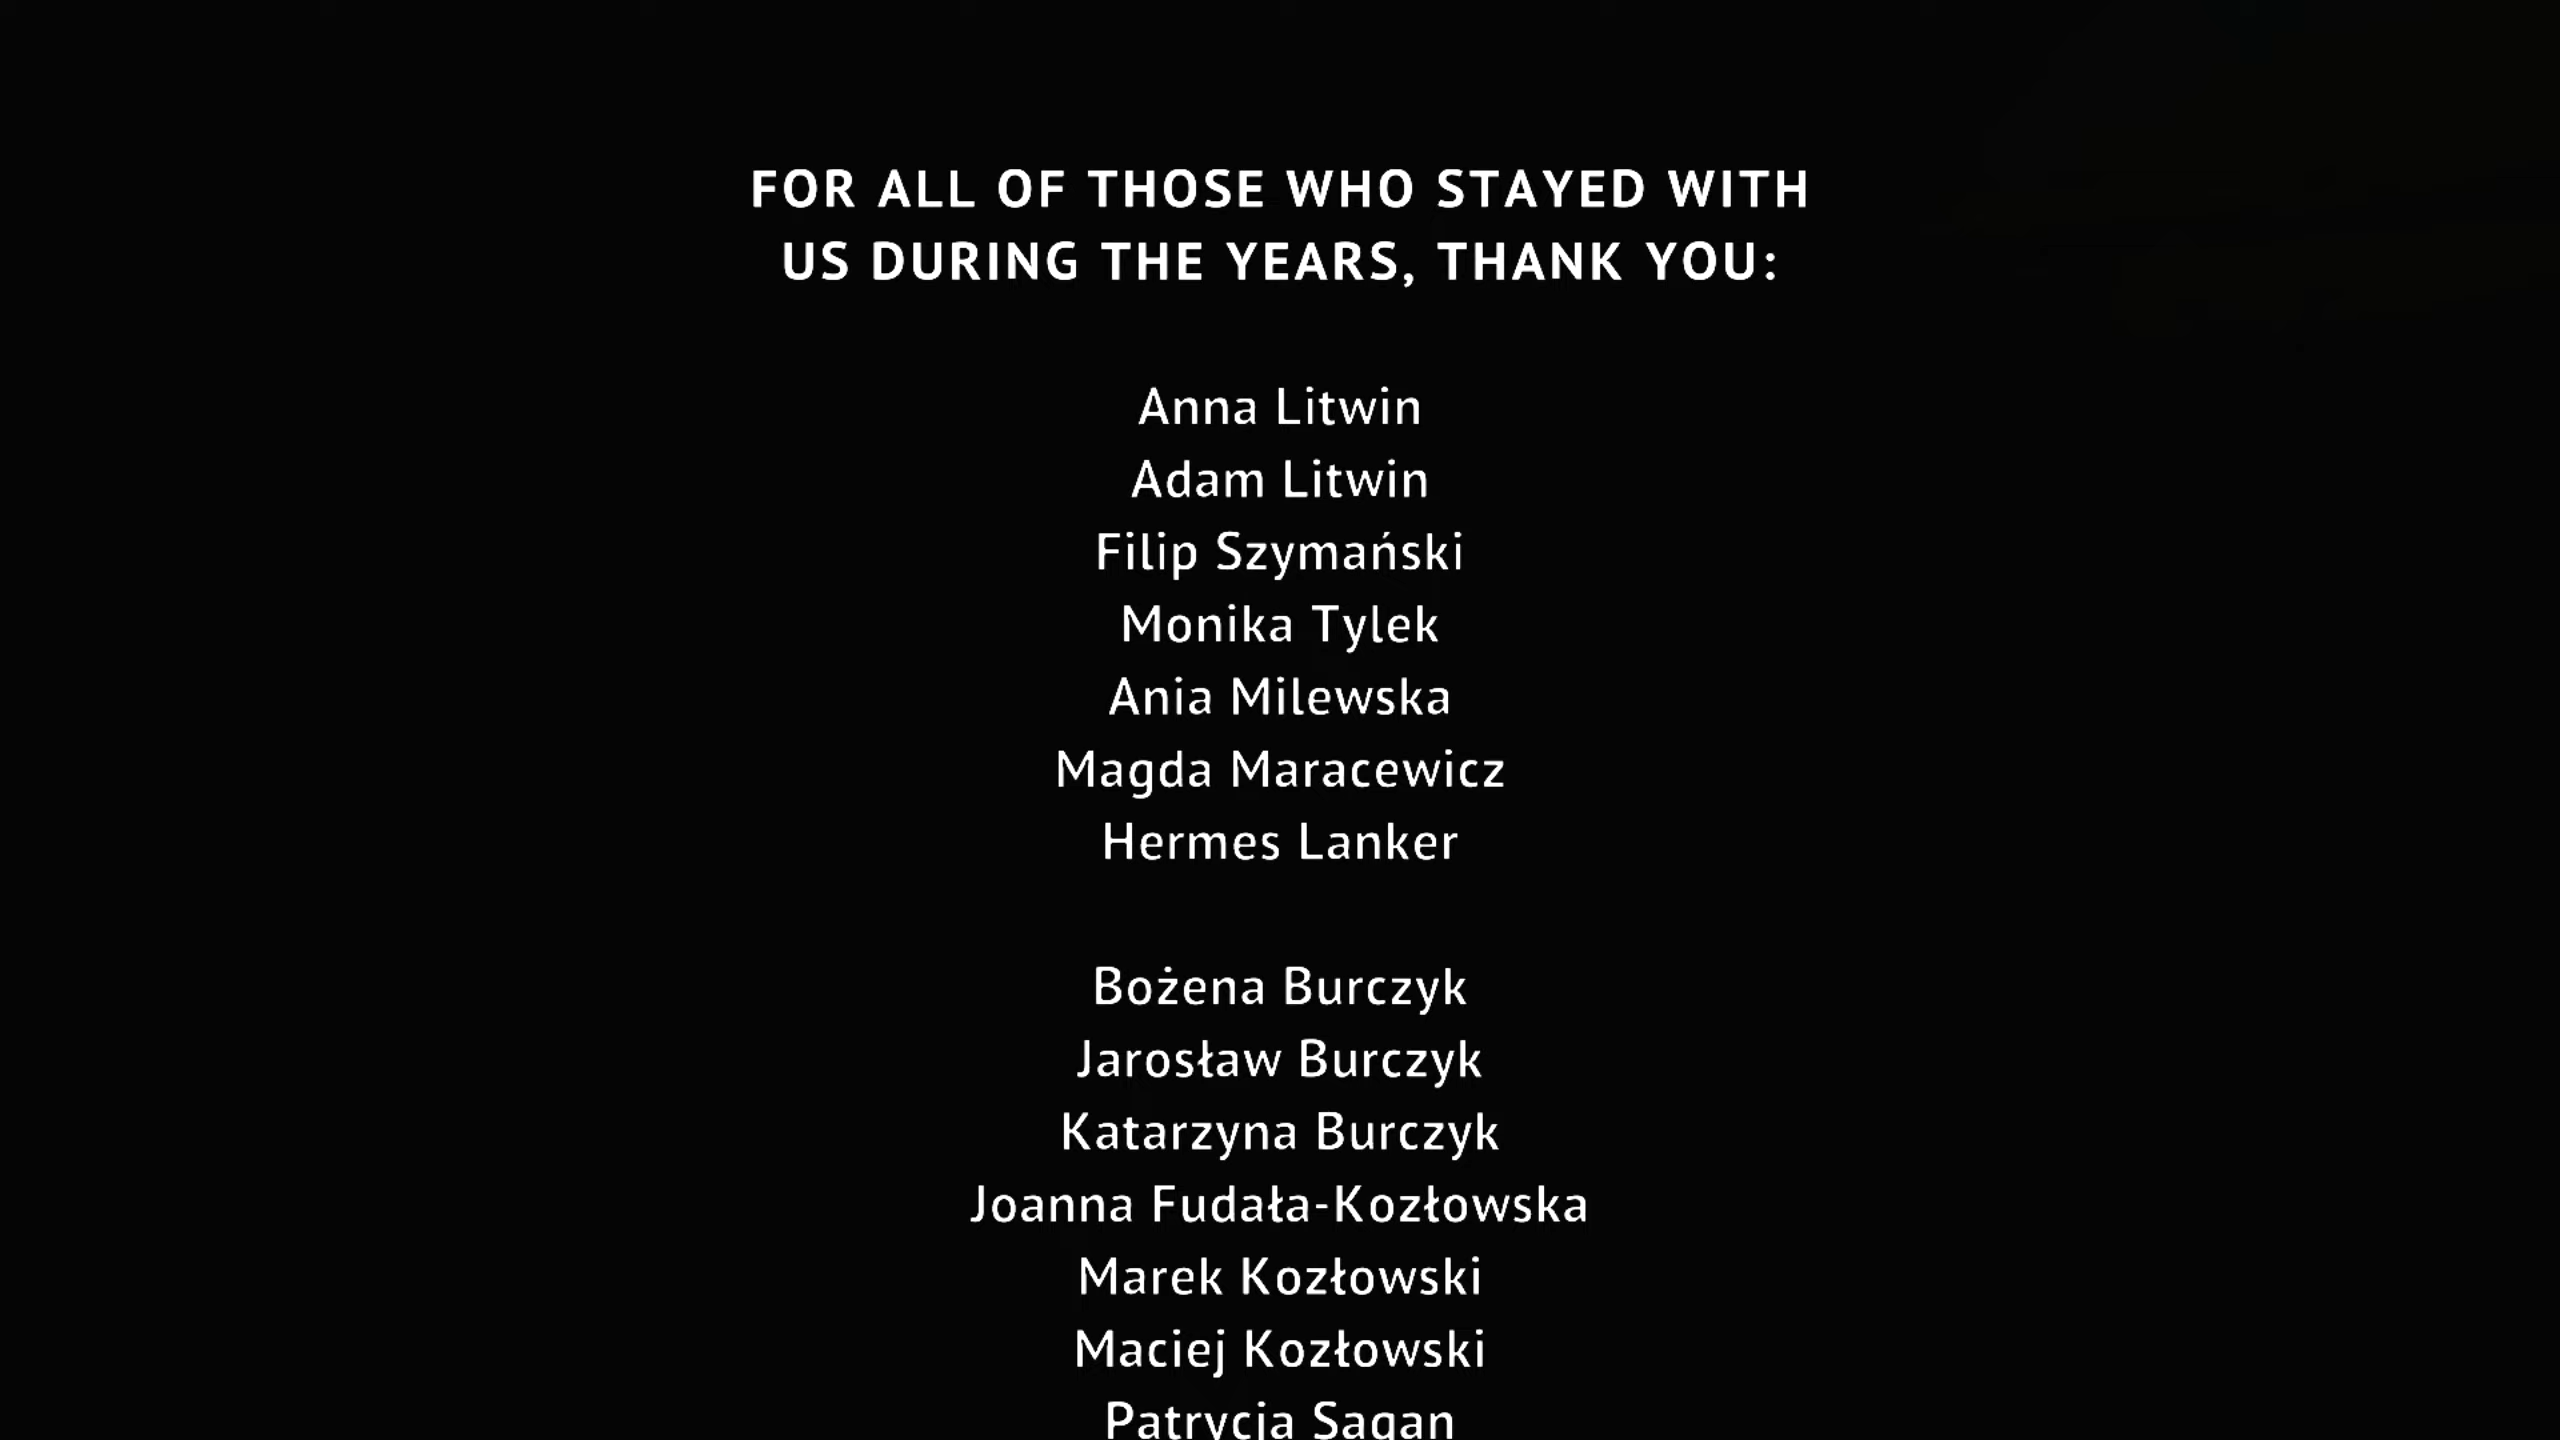 FOR ALL OF THOSE WHO STAYED WITH
US DURING THE YEARS, THANK YOU:
Anna Litwin
Adam Litwin
Filip Szymański
Monika Tylek
Ania Milewska
Magda Maracewicz
Hermes Lanker
Bożena Burczyk
Jarosław Burczyk
Katarzyna Burczyk
Joanna Fudała-Kozłowska
Marek Kozłowski
Maciej Kozłowski
Patrycja Sagan